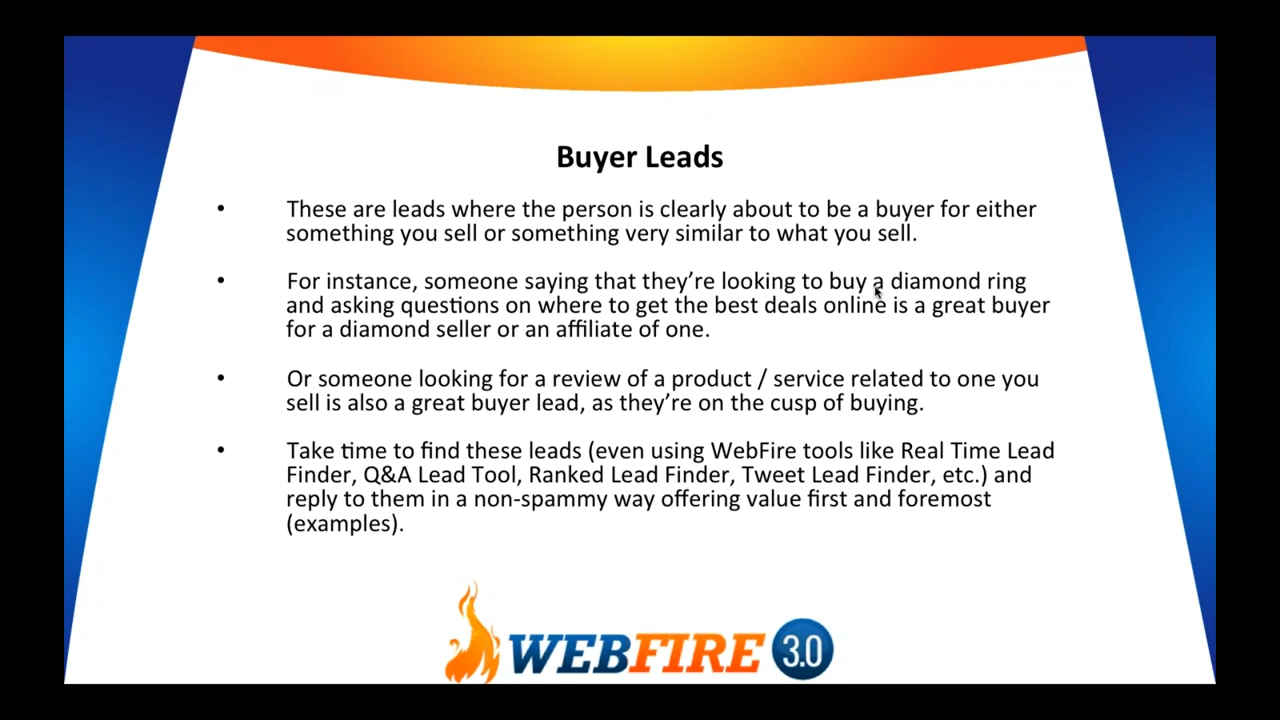 Buyer Leads
• These are leads where the person is clearly about to be a buyer for either
something you sell or something very similar to what you sell.
• For instance, someone saying that they’re looking to buy a diamond ring
and asking questions on where to get the best deals online is a great buyer
for a diamond seller or an affiliate of one.
• Or someone looking for a review of a product / service related to one you
sell is also a great buyer lead, as they’re on the cusp of buying.
• Take time to find these leads (even using WebFire tools like Real Time Lead
Finder, Q&A Lead Tool, Ranked Lead Finder, Tweet Lead Finder, etc.) and
reply to them in a non-spammy way offering value first and foremost
(examples).
WEBFIRE 3.0